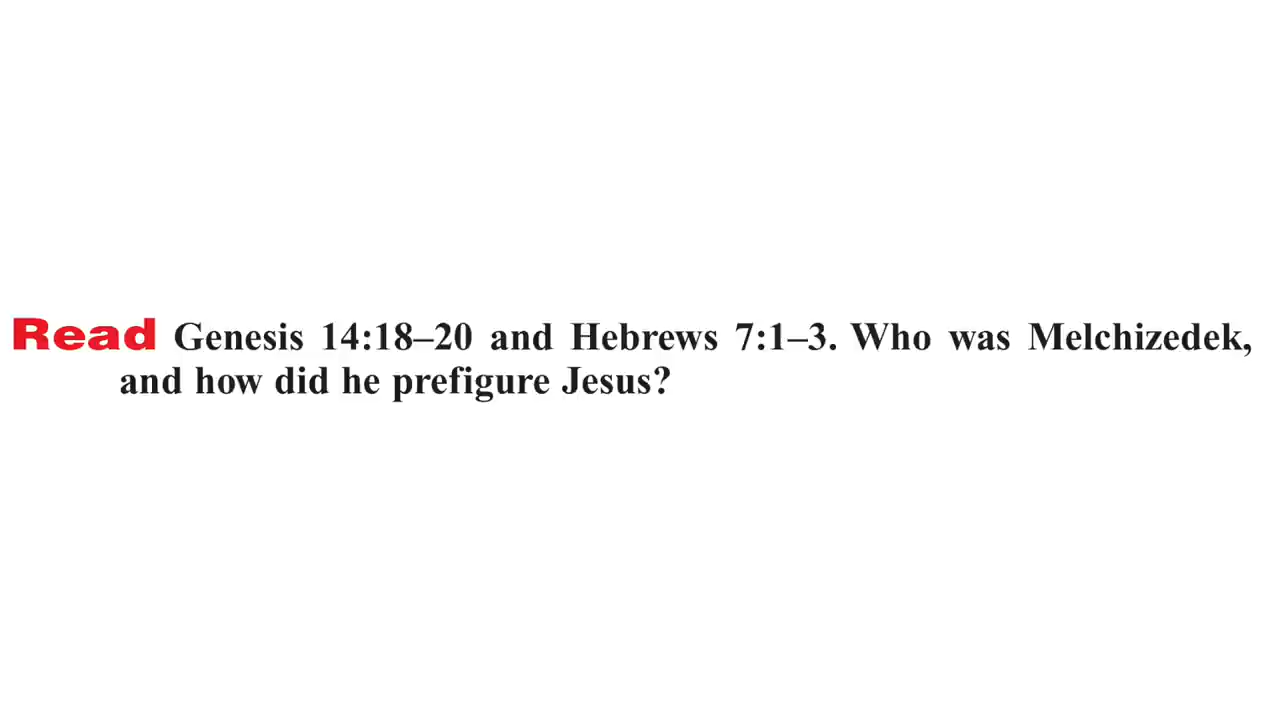 Read Genesis 14:18–20 and Hebrews 7:1–3. Who was Melchizedek,
and how did he prefigure Jesus?